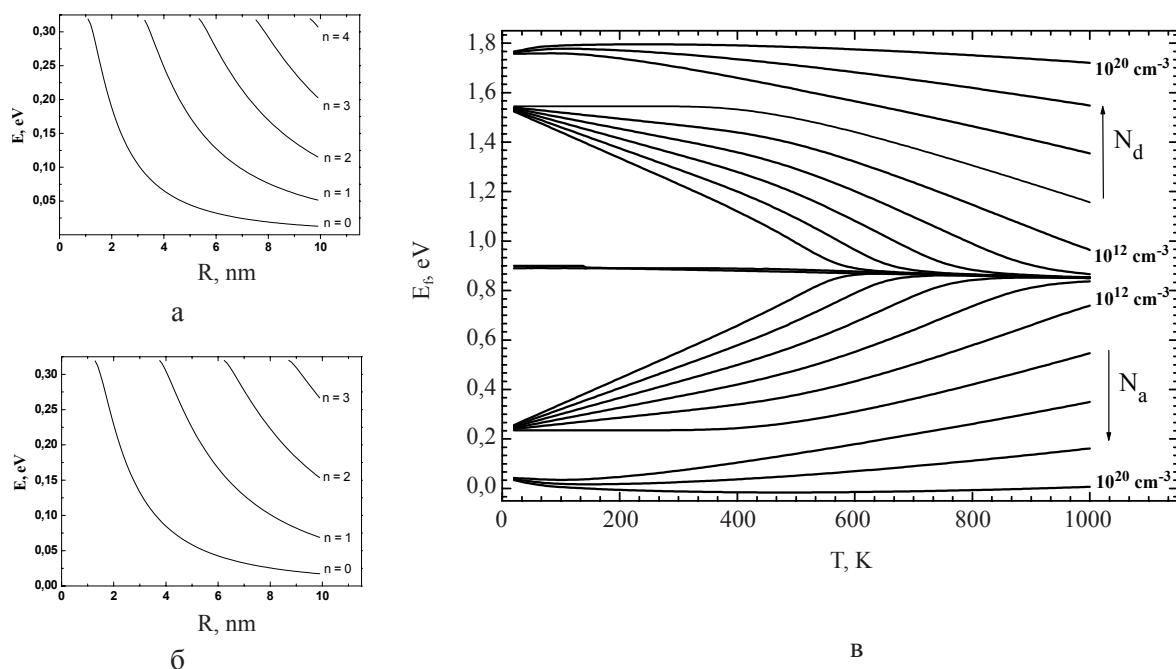 0,30
0,25
0,20
0,15
0,10
0,05
E, eV
n = 4
n = 3
n = 2
n = 1
n = 0
0 2 4 6 8 10
R, nm
а
0,30
0,25
0,20
0,15
0,10
0,05
0,00
E, eV
n = 3
n = 2
n = 1
n = 0
0 2 4 6 8 10
R, nm
б
1,8
1,6
1,4
1,2
1,0
0,8
0,6
0,4
0,2
0,0
E_f, eV
10^20 cm^-3
N_d
10^12 cm^-3
10^12 cm^-3
N_a
10^20 cm^-3
0 200 400 600 800 1000
T, K
в